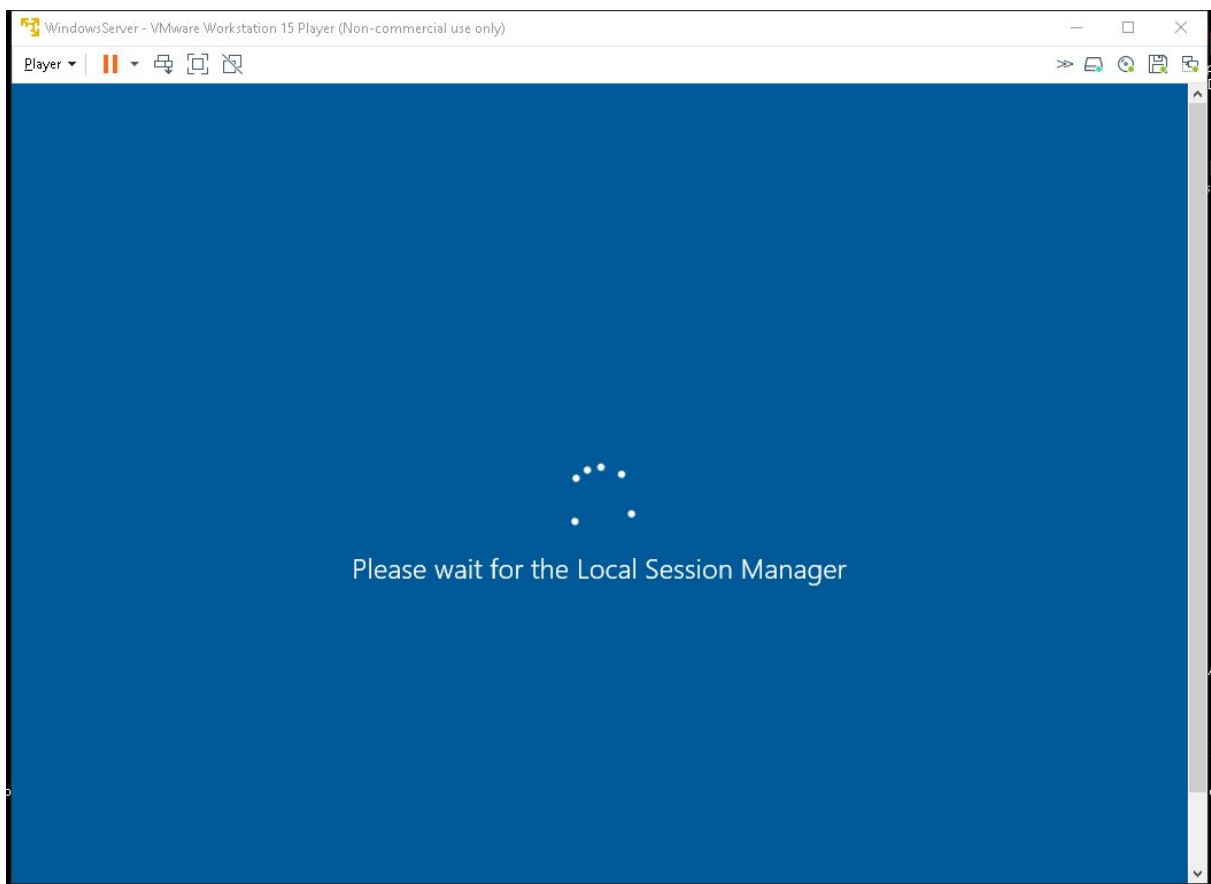 WindowsServer - VMware Workstation 15 Player (Non-commercial use only)
Player
Please wait for the Local Session Manager